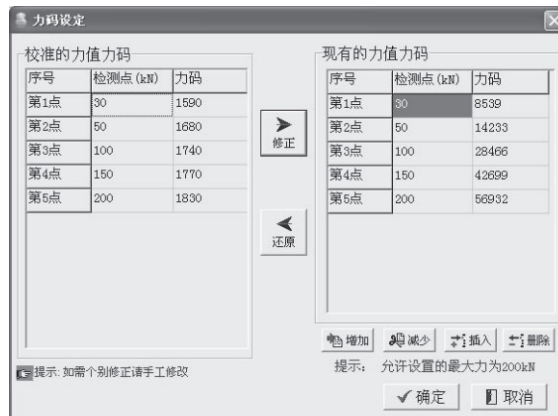 力码设定
校准的力值力码
序号 检测点(kN) 力码
第1点 30 1590
第2点 50 1680
第3点 100 1740
第4点 150 1770
第5点 200 1830
提示:如需个别修正请手工修改
修正
还原
现有的力值力码
序号 检测点(kN) 力码
第1点 30 8539
第2点 50 14233
第3点 100 28466
第4点 150 42699
第5点 200 56932
增加 减少 插入 删除
提示: 允许设置的最大力为200kN
确定 取消